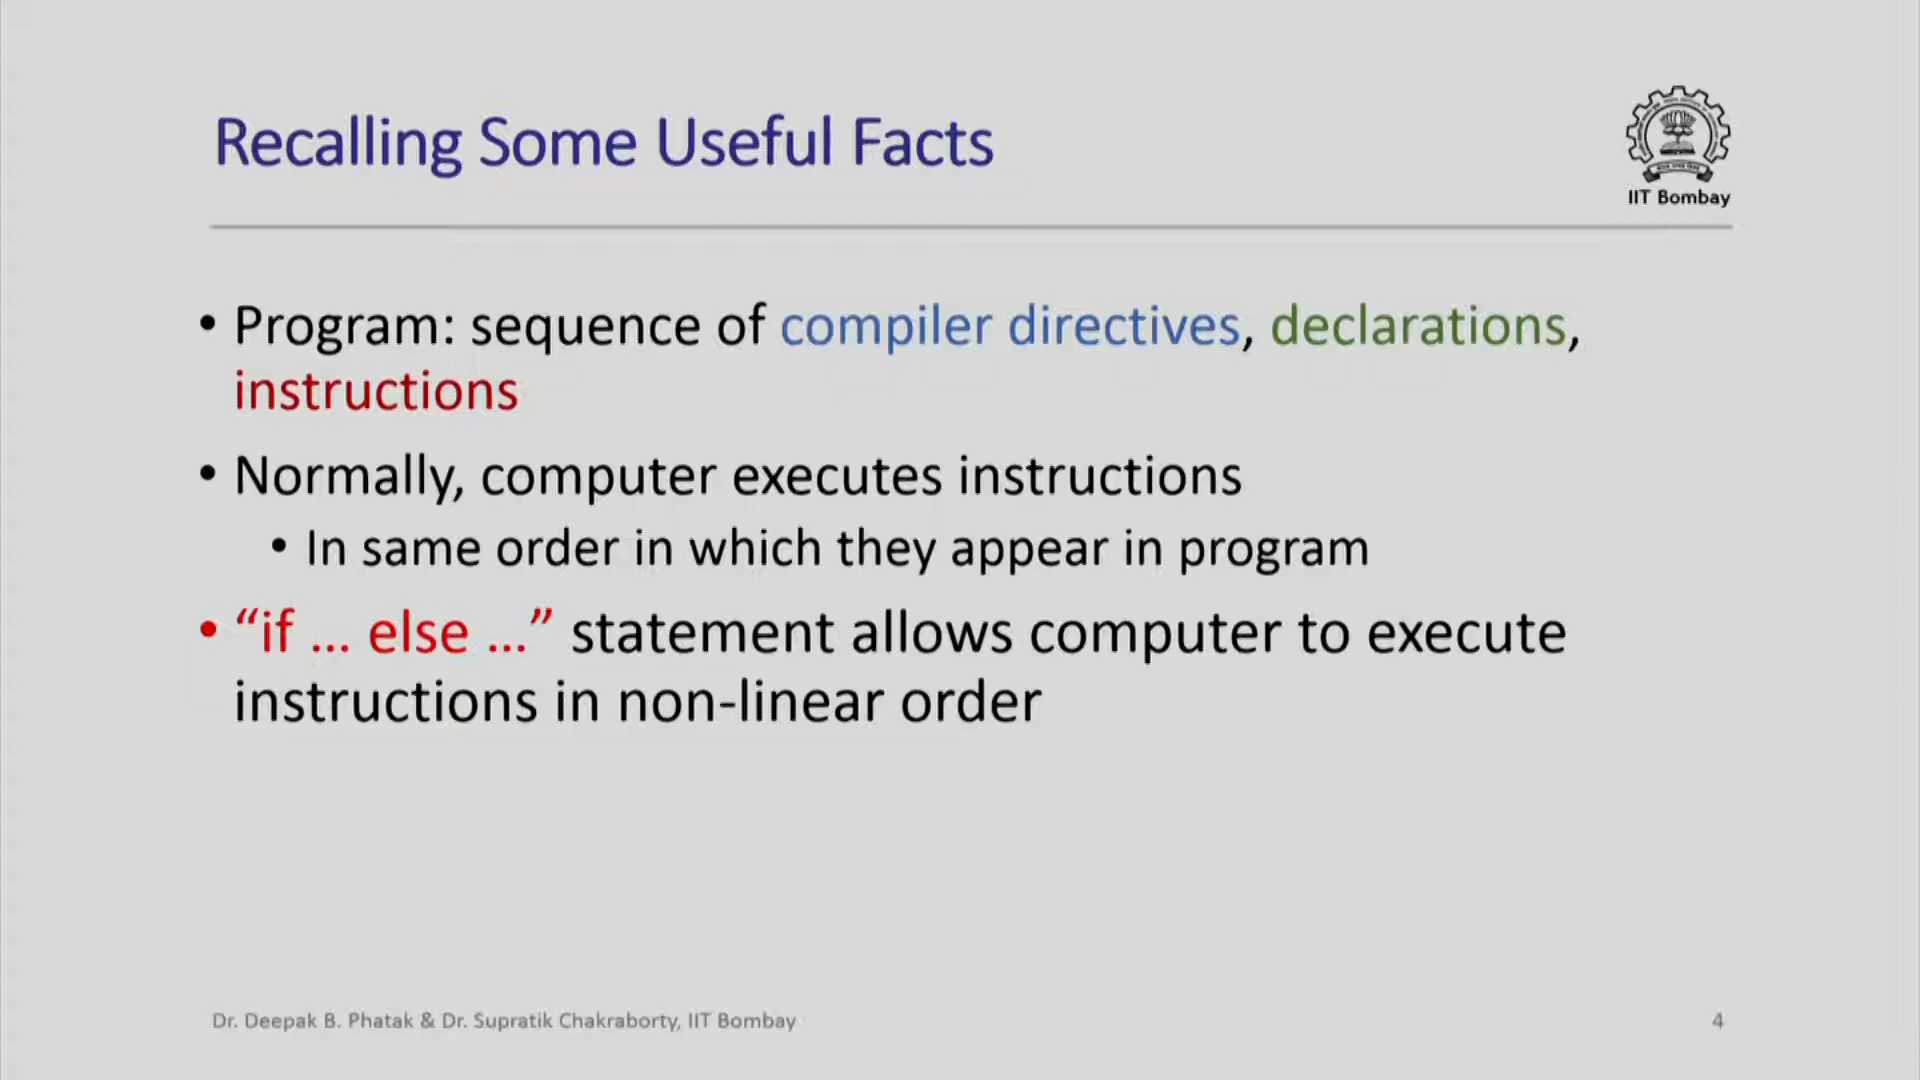 Recalling Some Useful Facts
IIT Bombay
• Program: sequence of compiler directives, declarations,
instructions
• Normally, computer executes instructions
• In same order in which they appear in program
• “if ... else ...” statement allows computer to execute
instructions in non-linear order
Dr. Deepak B. Phatak & Dr. Supratik Chakraborty, IIT Bombay
4